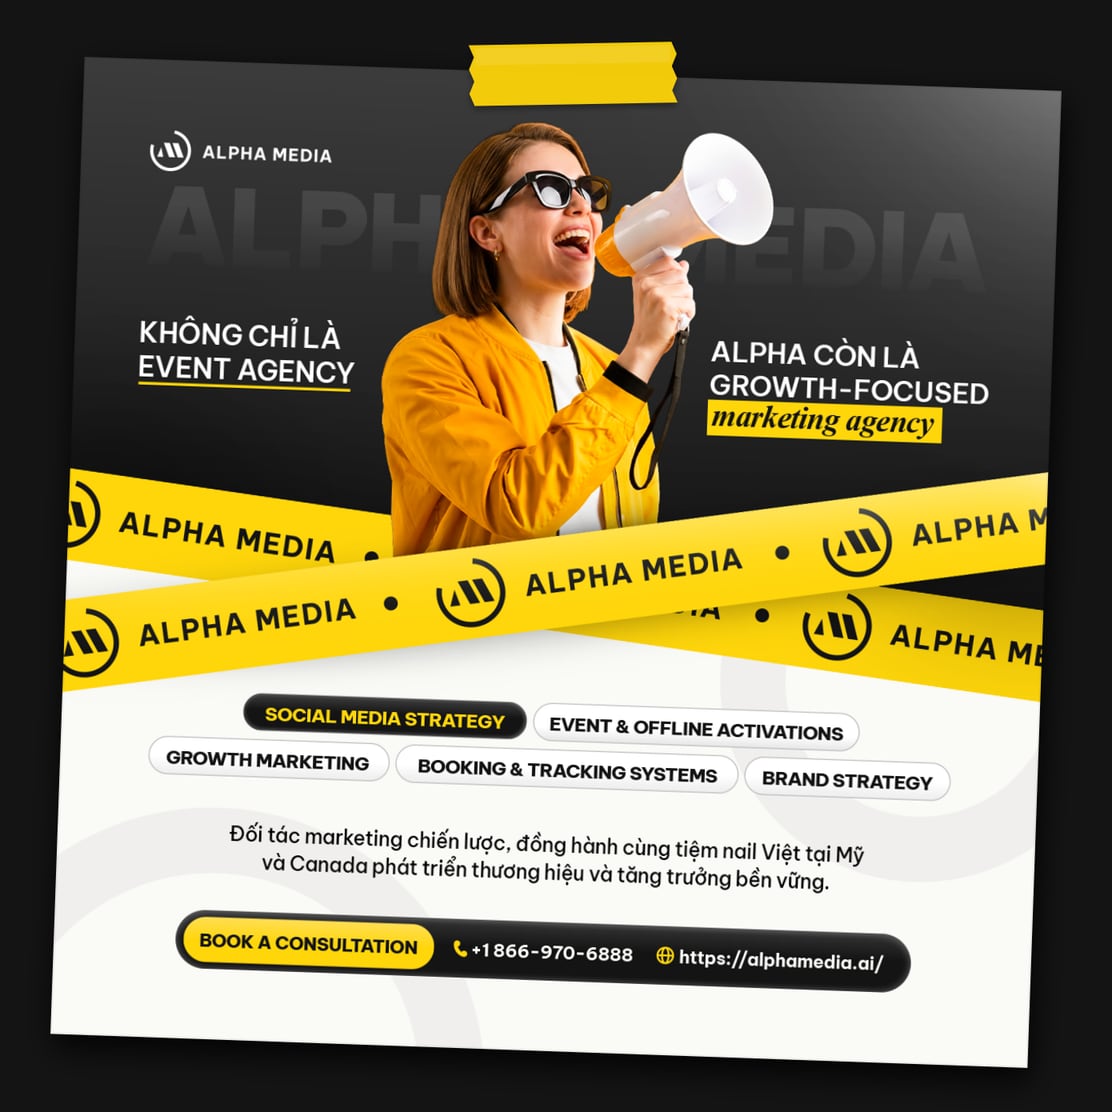 ALPHA MEDIA
ALPHA MEDIA
KHÔNG CHỈ LÀ
EVENT AGENCY
ALPHA CÒN LÀ
GROWTH-FOCUSED
marketing agency
ALPHA MEDIA
ALPHA MEDIA • ALPHA MEDIA • ALPHA M
ALPHA ME
SOCIAL MEDIA STRATEGY
EVENT & OFFLINE ACTIVATIONS
GROWTH MARKETING
BOOKING & TRACKING SYSTEMS
BRAND STRATEGY
Đối tác marketing chiến lược, đồng hành cùng tiệm nail Việt tại Mỹ
và Canada phát triển thương hiệu và tăng trưởng bền vững.
BOOK A CONSULTATION
+1 866-970-6888
https://alphamedia.ai/